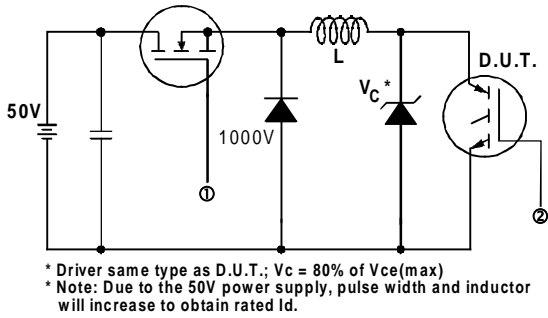 L
D.U.T.
V_C *
50V
1000V
①
②
* Driver same type as D.U.T.; Vc = 80% of Vce(max)
* Note: Due to the 50V power supply, pulse width and inductor
will increase to obtain rated Id.